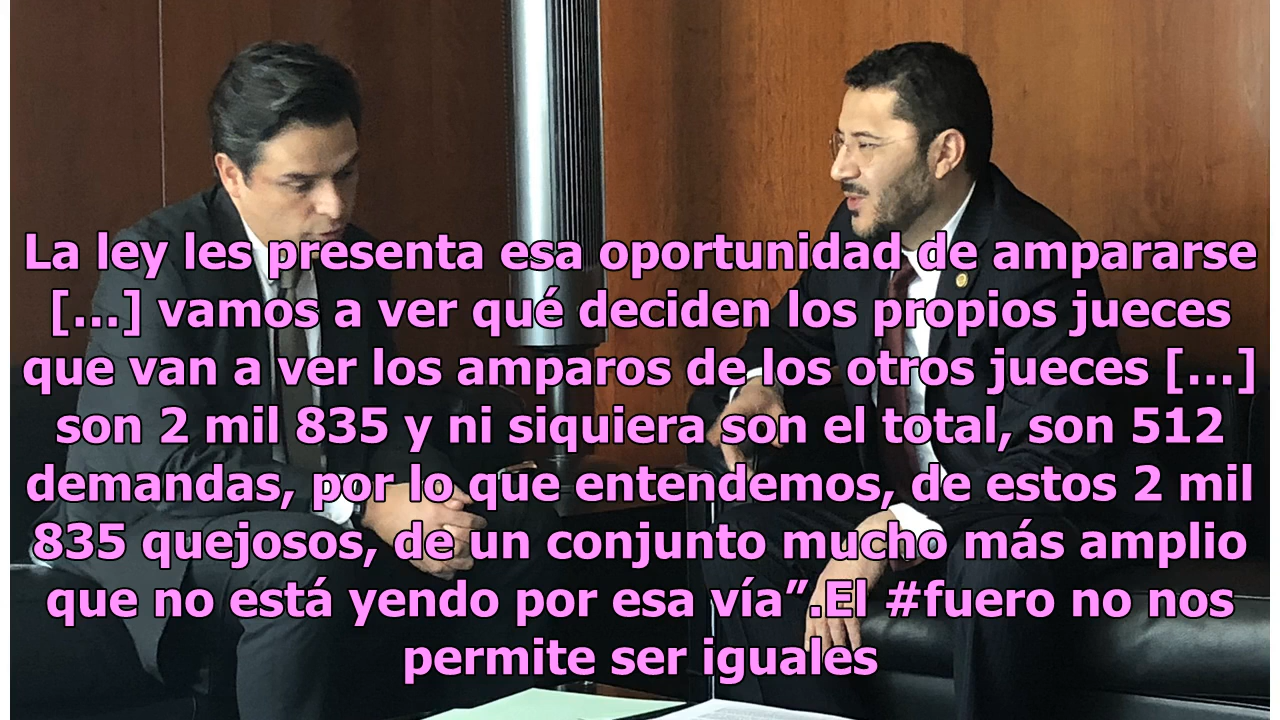 La ley les presenta esa oportunidad de ampararse
[...] vamos a ver qué deciden los propios jueces
que van a ver los amparos de los otros jueces [...]
son 2 mil 835 y ni siquiera son el total, son 512
demandas, por lo que entendemos, de estos 2 mil
835 quejosos, de un conjunto mucho más amplio
que no está yendo por esa vía”.El #fuero no nos
permite ser iguales